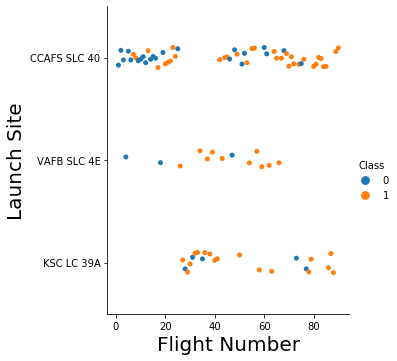 CCAFS SLC 40
VAFB SLC 4E
KSC LC 39A
Launch Site
0 20 40 60 80
Flight Number
Class
0
1